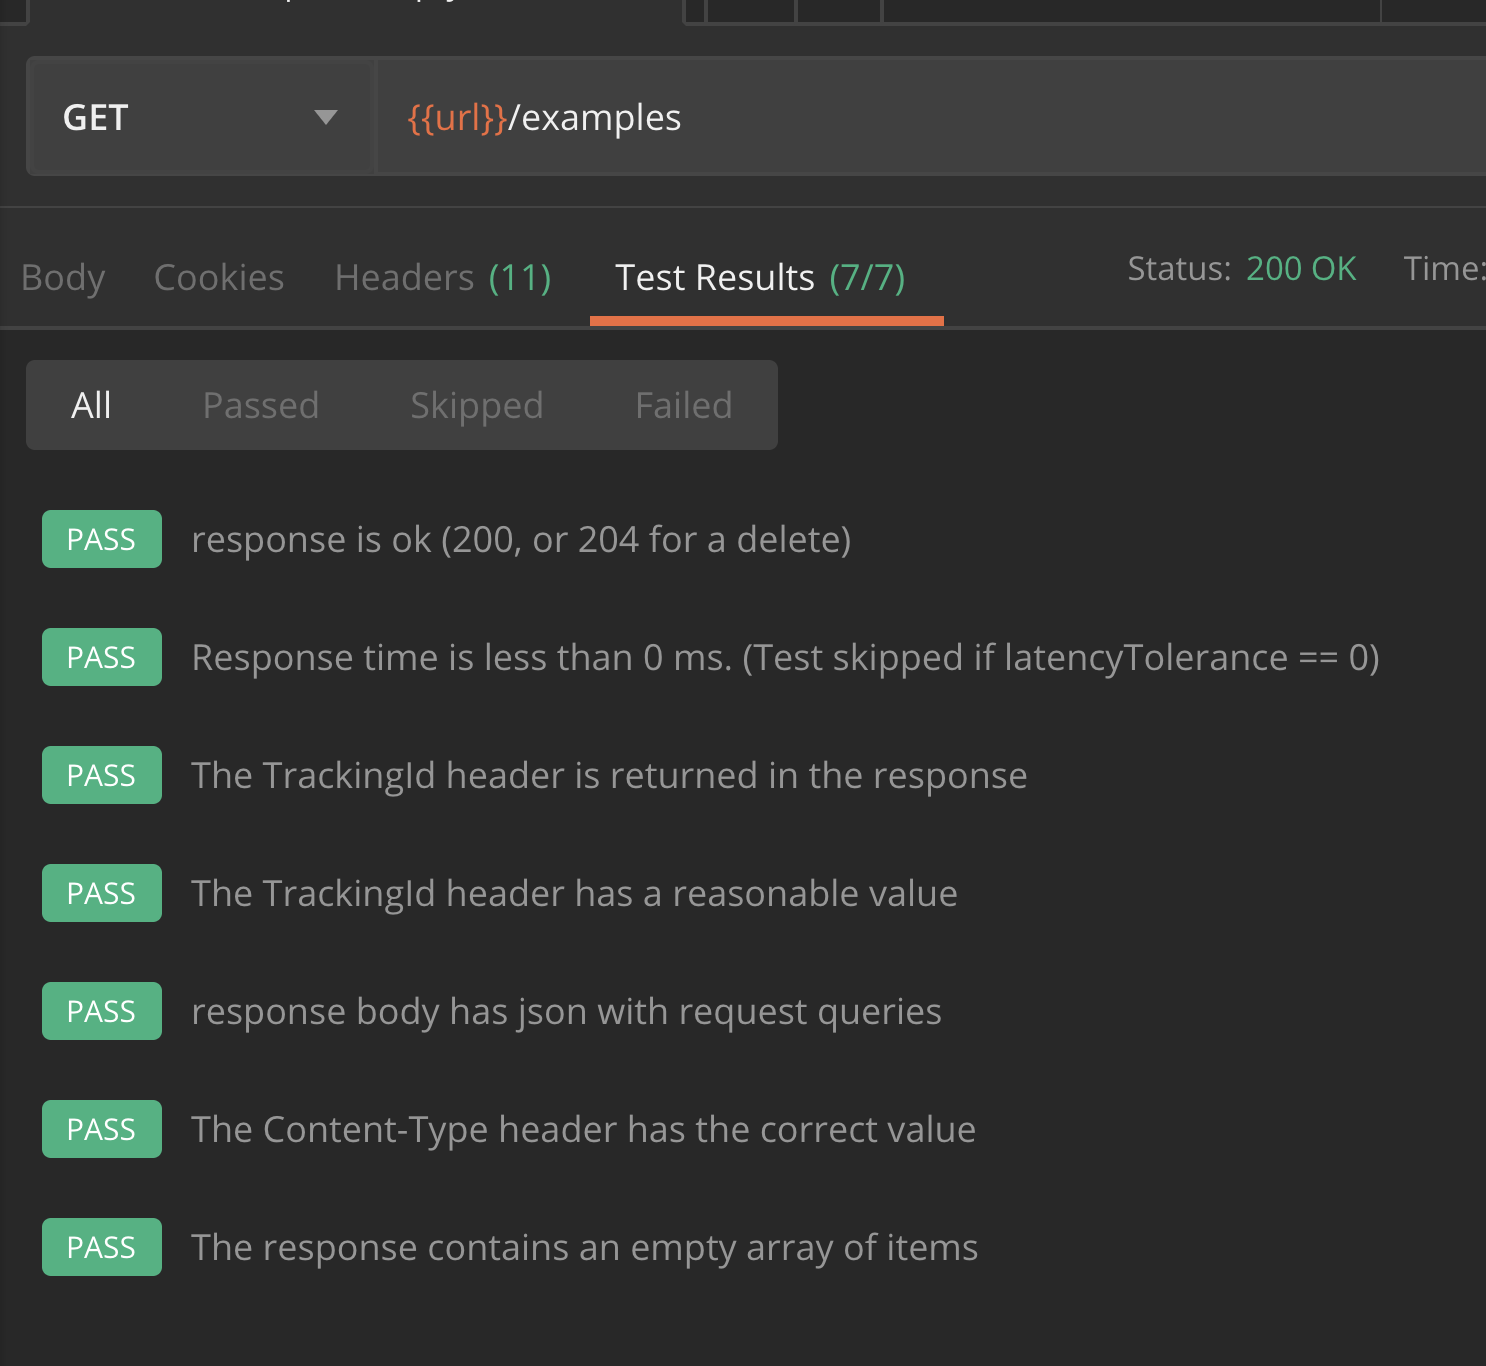 GET {{url}}/examples
Body Cookies Headers (11) Test Results (7/7) Status: 200 OK Time:
All Passed Skipped Failed
PASS response is ok (200, or 204 for a delete)
PASS Response time is less than 0 ms. (Test skipped if latencyTolerance == 0)
PASS The TrackingId header is returned in the response
PASS The TrackingId header has a reasonable value
PASS response body has json with request queries
PASS The Content-Type header has the correct value
PASS The response contains an empty array of items